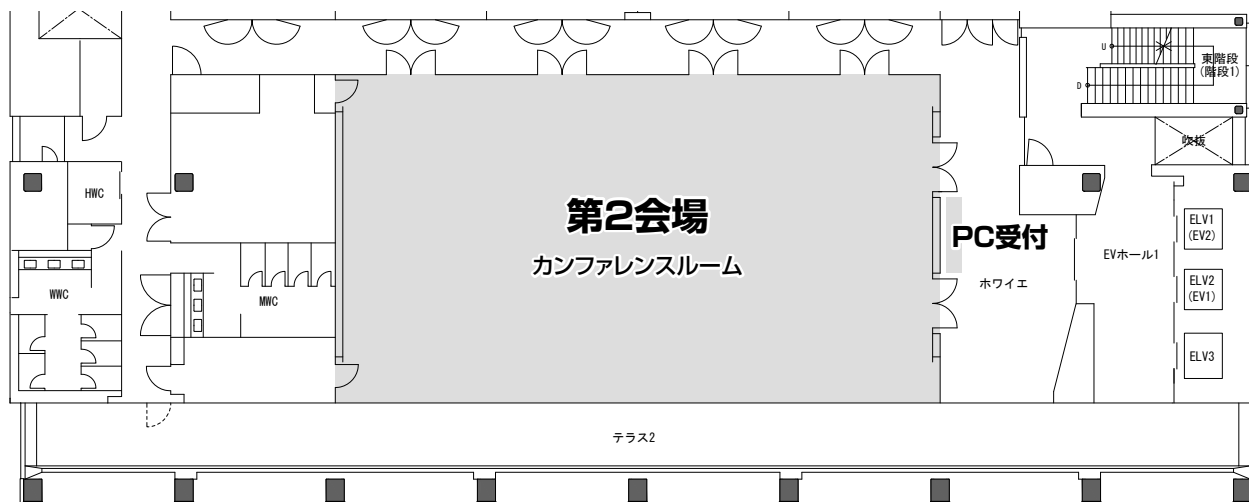 U
D
東階段
(階段1)
吹抜
HWC
第2会場
カンファレンスルーム
PC受付
ホワイエ
EVホール1
ELV1
(EV2)
ELV2
(EV1)
ELV3
WWC
MWC
テラス2